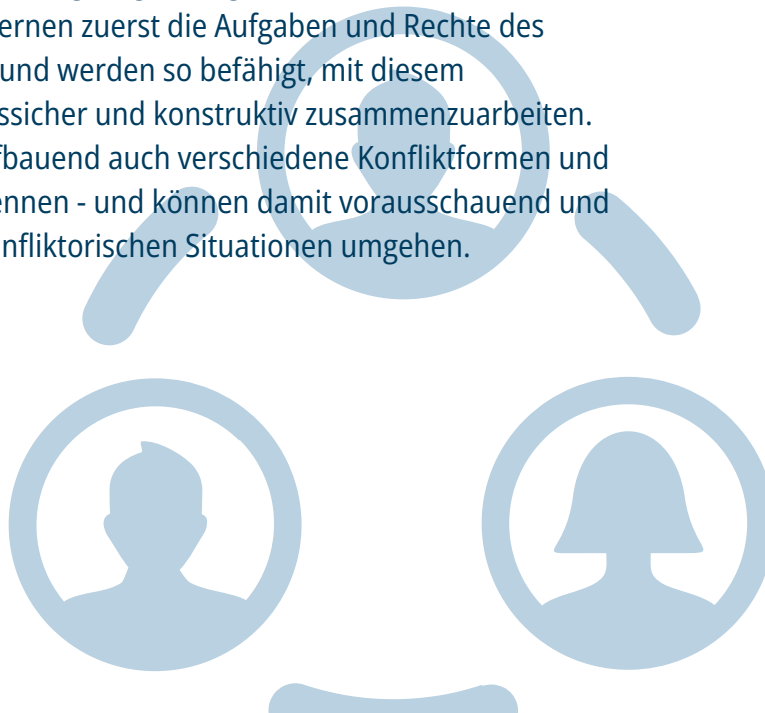 ernen zuerst die Aufgaben und Rechte des
und werden so befähigt, mit diesem
ssicher und konstruktiv zusammenzuarbeiten.
fbauend auch verschiedene Konfliktformen und
ennen - und können damit vorausschauend und
nfliktorischen Situationen umgehen.